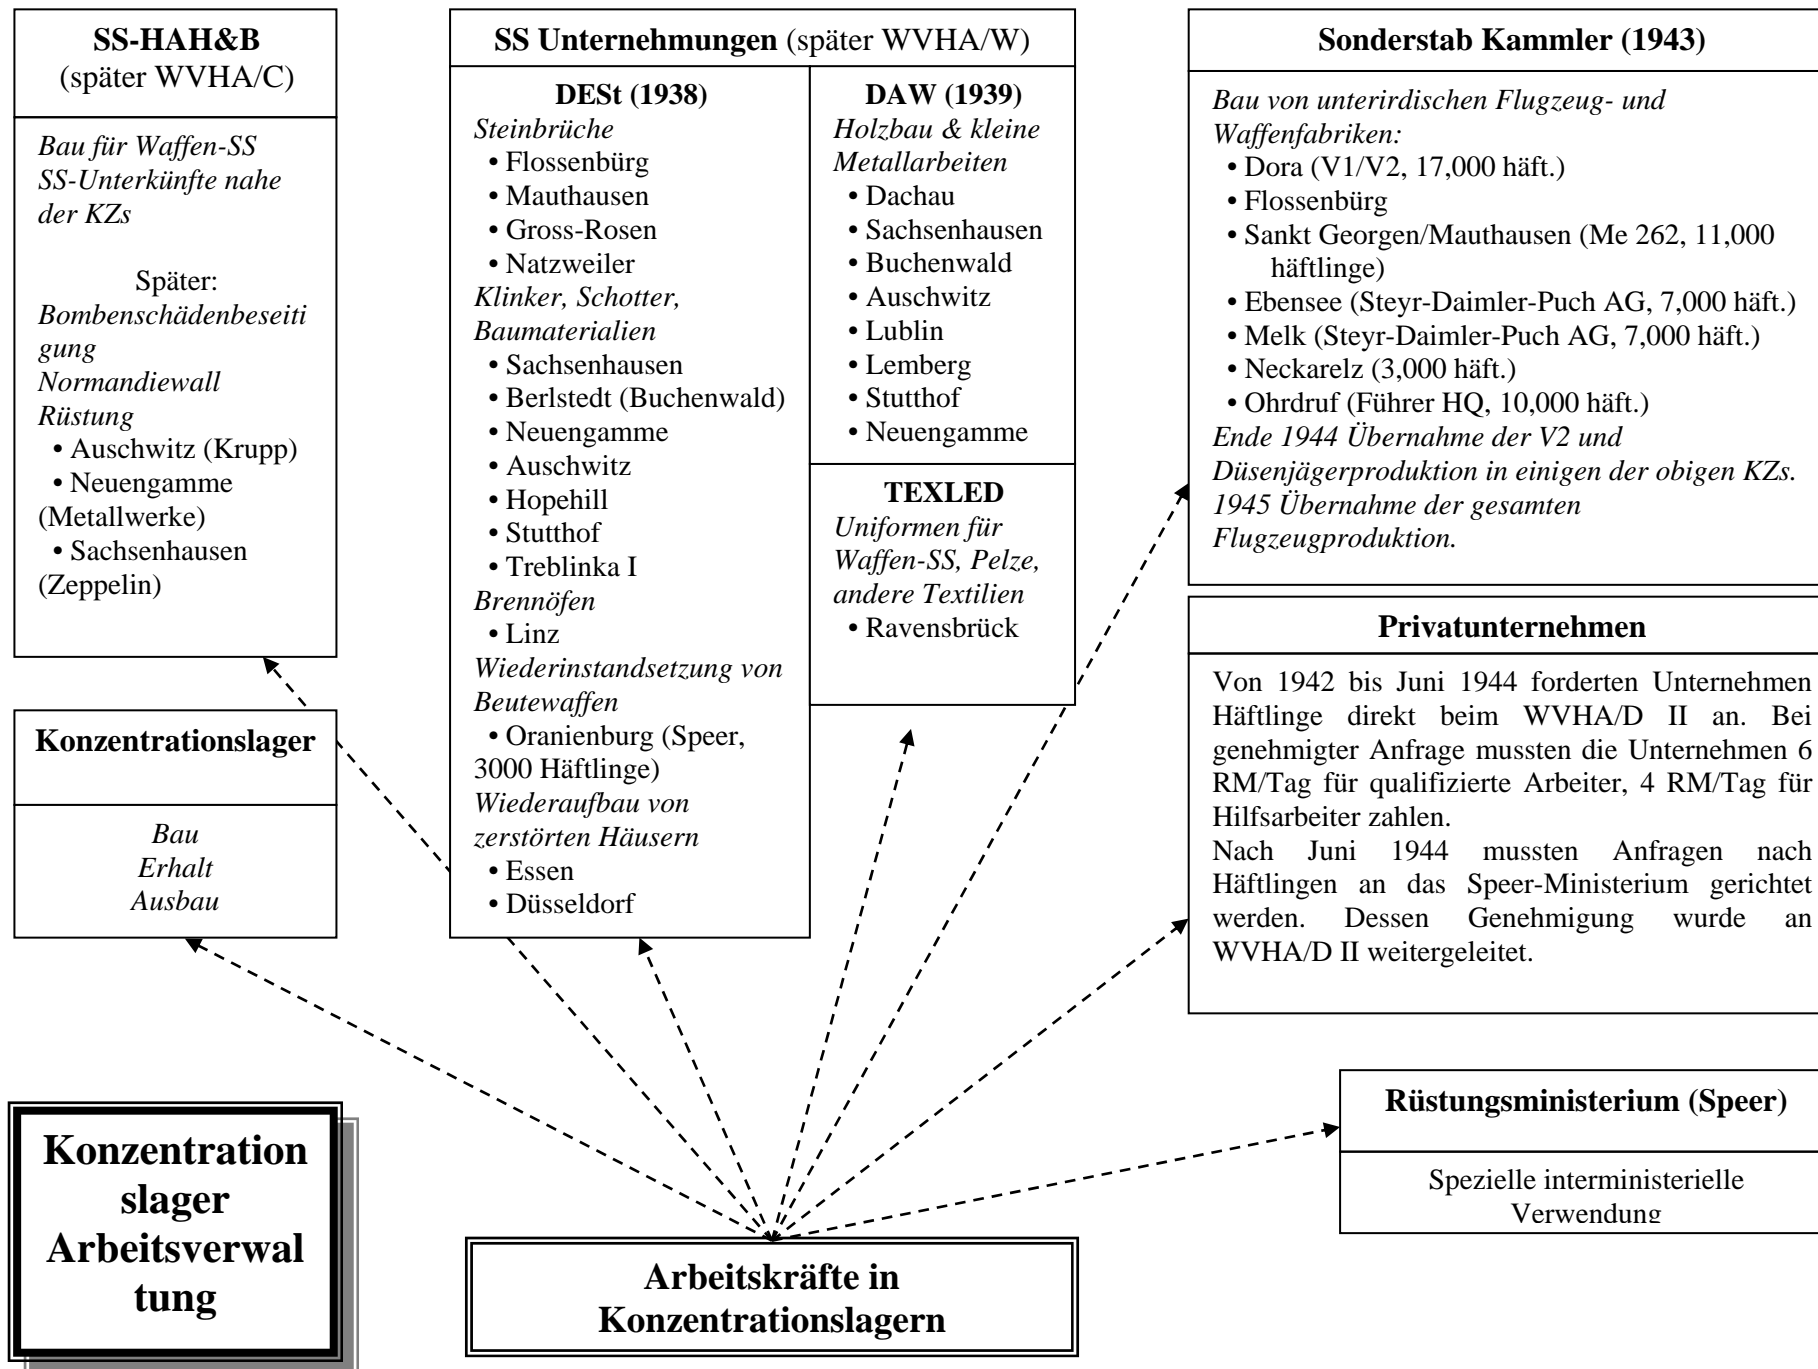 SS-HAH&B
(später WVHA/C)
Bau für Waffen-SS
SS-Unterkünfte nahe
der KZs
Später:
Bombenschädenbeseiti
gung
Normandiewall
Rüstung
• Auschwitz (Krupp)
• Neuengamme
(Metallwerke)
• Sachsenhausen
(Zeppelin)
Konzentrationslager
Bau
Erhalt
Ausbau
SS Unternehmungen (später WVHA/W)
DESt (1938)
Steinbrüche
• Flossenbürg
• Mauthausen
• Gross-Rosen
• Natzweiler
Klinker, Schotter,
Baumaterialien
• Sachsenhausen
• Berlstedt (Buchenwald)
• Neuengamme
• Auschwitz
• Hopehill
• Stutthof
• Treblinka I
Brennöfen
• Linz
Wiederinstandsetzung von
Beutewaffen
• Oranienburg (Speer,
3000 Häftlinge)
Wiederaufbau von
zerstörten Häusern
• Essen
• Düsseldorf
DAW (1939)
Holzbau & kleine
Metallarbeiten
• Dachau
• Sachsenhausen
• Buchenwald
• Auschwitz
• Lublin
• Lemberg
• Stutthof
• Neuengamme
TEXLED
Uniformen für
Waffen-SS, Pelze,
andere Textilien
• Ravensbrück
Sonderstab Kammler (1943)
Bau von unterirdischen Flugzeug- und
Waffenfabriken:
• Dora (V1/V2, 17,000 häft.)
• Flossenbürg
• Sankt Georgen/Mauthausen (Me 262, 11,000
häftlinge)
• Ebensee (Steyr-Daimler-Puch AG, 7,000 häft.)
• Melk (Steyr-Daimler-Puch AG, 7,000 häft.)
• Neckarelz (3,000 häft.)
• Ohrdruf (Führer HQ, 10,000 häft.)
Ende 1944 Übernahme der V2 und
Düsenjägerproduktion in einigen der obigen KZs.
1945 Übernahme der gesamten
Flugzeugproduktion.
Privatunternehmen
Von 1942 bis Juni 1944 forderten Unternehmen
Häftlinge direkt beim WVHA/D II an. Bei
genehmigter Anfrage mussten die Unternehmen 6
RM/Tag für qualifizierte Arbeiter, 4 RM/Tag für
Hilfsarbeiter zahlen.
Nach Juni 1944 mussten Anfragen nach
Häftlingen an das Speer-Ministerium gerichtet
werden. Dessen Genehmigung wurde an
WVHA/D II weitergeleitet.
Rüstungsministerium (Speer)
Spezielle interministerielle
Verwendung
Konzentration
slager
Arbeitsverwal
tung
Arbeitskräfte in
Konzentrationslagern